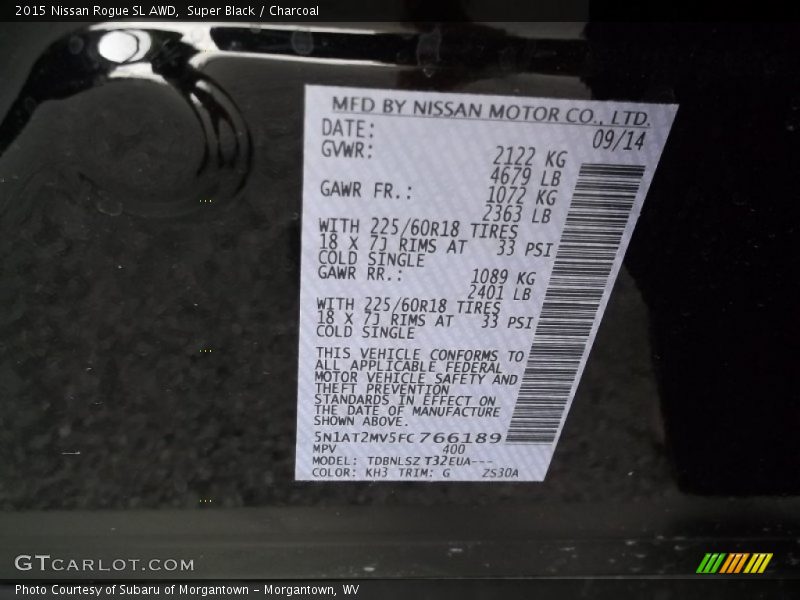 2015 Nissan Rogue SL AWD, Super Black / Charcoal
MFD BY NISSAN MOTOR CO., LTD.
DATE: 09/14
GVWR: 2122 KG
4679 LB
GAWR FR.: 1072 KG
2363 LB
WITH 225/60R18 TIRES
18 X 7J RIMS AT 33 PSI
COLD SINGLE
GAWR RR.: 1089 KG
2401 LB
WITH 225/60R18 TIRES
18 X 7J RIMS AT 33 PSI
COLD SINGLE
THIS VEHICLE CONFORMS TO
ALL APPLICABLE FEDERAL
MOTOR VEHICLE SAFETY AND
THEFT PREVENTION
STANDARDS IN EFFECT ON
THE DATE OF MANUFACTURE
SHOWN ABOVE.
5N1AT2MV5FC766189
MPV 400
MODEL: TDBNLSZ T32EUA---
COLOR: KH3 TRIM: G ZS30A
GTCARLOT.COM
Photo Courtesy of Subaru of Morgantown - Morgantown, WV